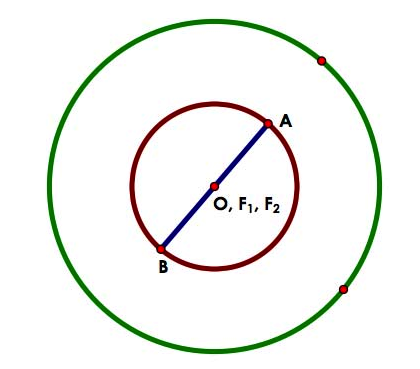 A
O, F₁, F₂
B